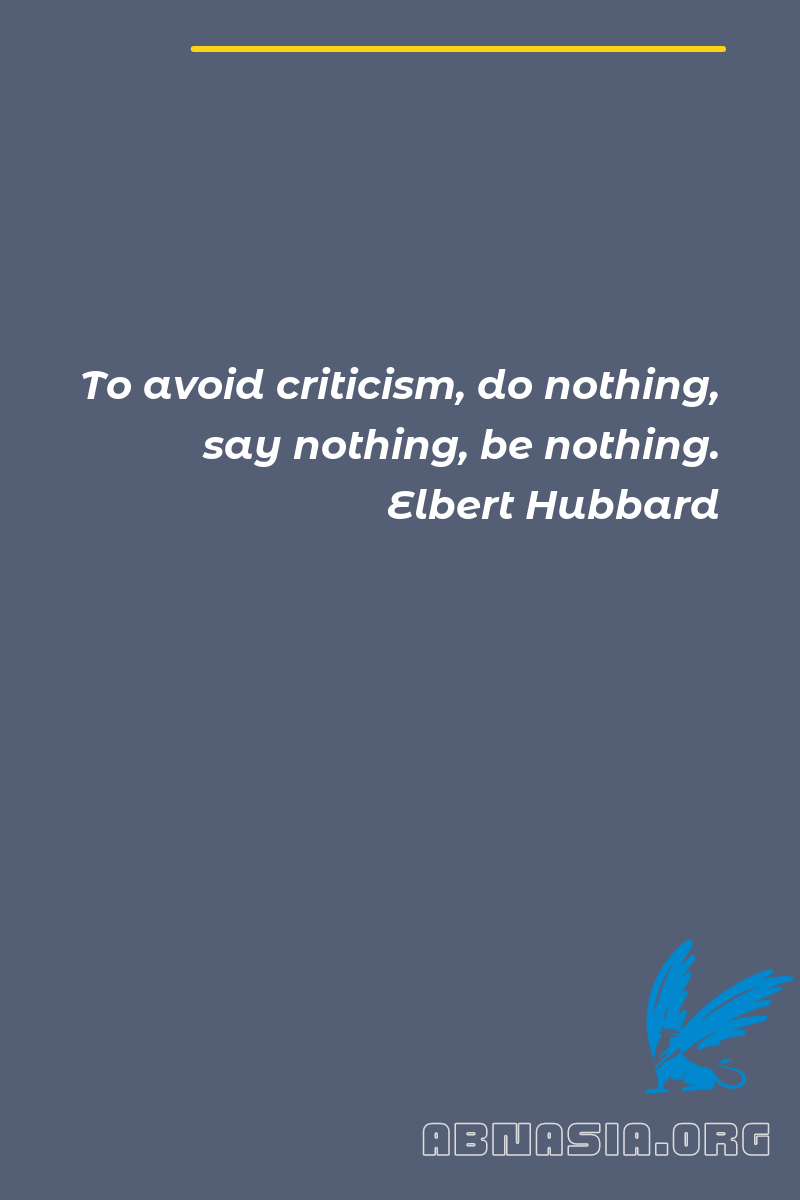 To avoid criticism, do nothing,
say nothing, be nothing.
Elbert Hubbard
ABNASIA.ORG